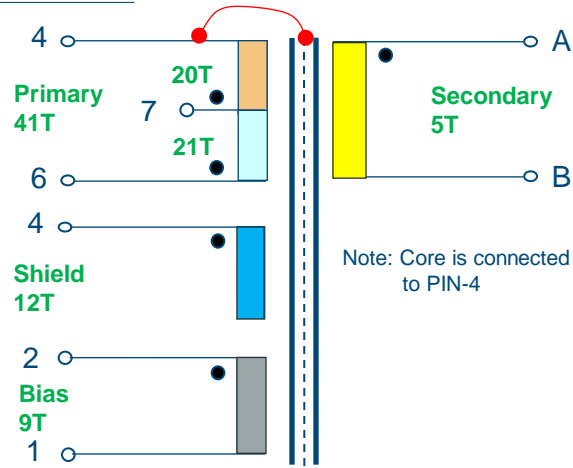 4
A
20T
Primary
41T
7
Secondary
5T
21T
6
B
4
Note: Core is connected
to PIN-4
Shield
12T
2
Bias
9T
1